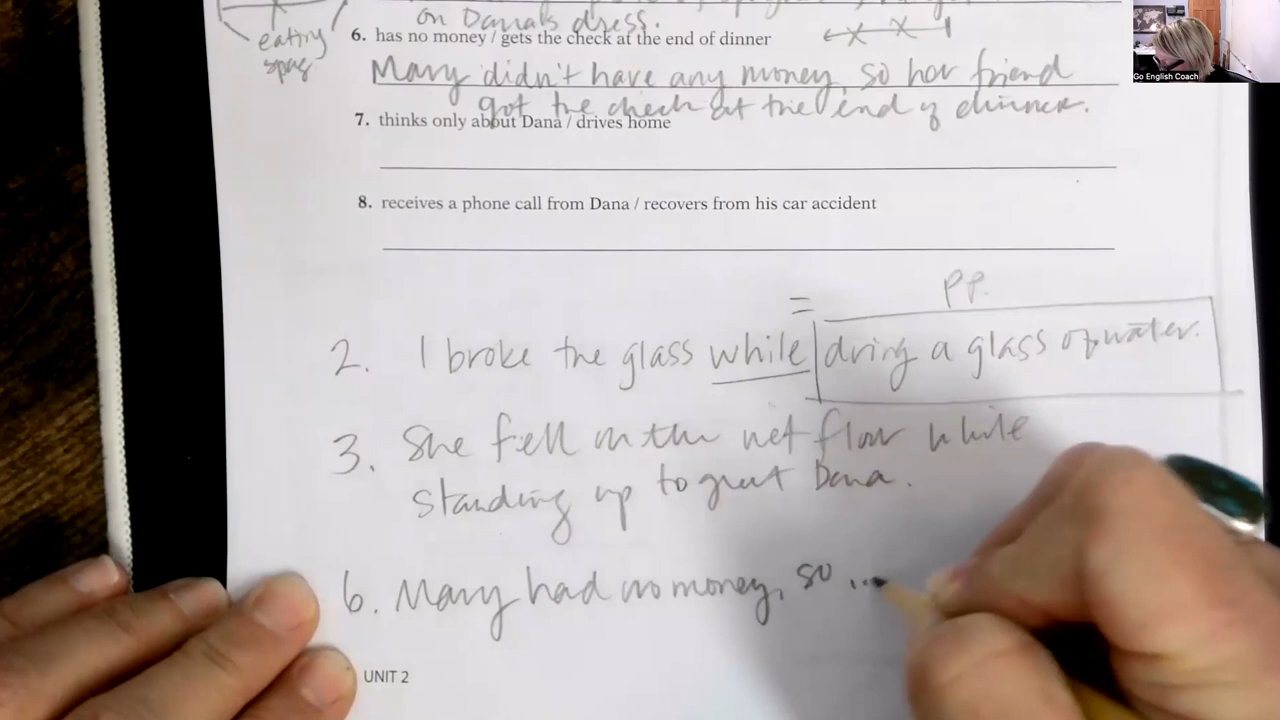 on Dana's dress.
eating
spag
6. has no money / gets the check at the end of dinner
Mary didn't have any money, so her friend
got the check at the end of dinner.
7. thinks only about Dana / drives home
8. receives a phone call from Dana / recovers from his car accident
= PP.
2. I broke the glass while dring a glass of water.
3. She fell on the wet floor while
standing up to greet Dana.
6. Mary had no money, so ...
UNIT 2
Go English Coach